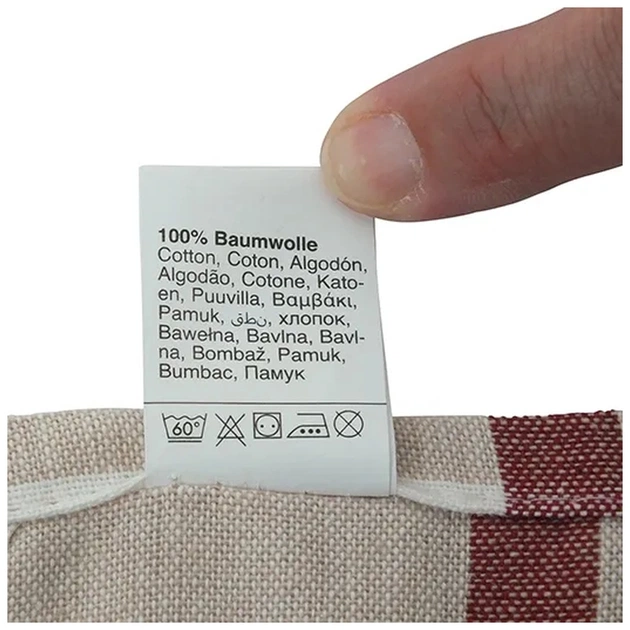 100% Baumwolle
Cotton, Coton, Algodón,
Algodão, Cotone, Kato-
en, Puuvilla, Βαμβάκι,
Pamuk, قطن, хлопок,
Bawełna, Bavlna, Bavl-
na, Bombaž, Pamuk,
Bumbac, Памук
60°